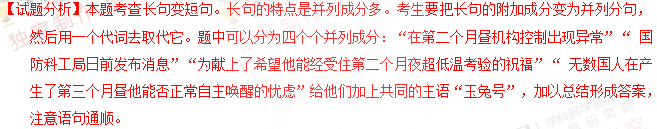 【试题分析】本题考查长句变短句。长句的特点是并列成分多。考生要把长句的附加成分变为并列分句，
然后用一个代词去取代它。题中可以分为四个个并列成分：“在第二个月昼机构控制出现异常”“ 国
防科工局日前发布消息”“为献上了希望他能经受住第二个月夜超低温考验的祝福”“ 无数国人在产
生了第三个月昼他能否正常自主唤醒的忧虑”给他们加上共同的主语“玉兔号”，加以总结形成答案，
注意语句通顺。